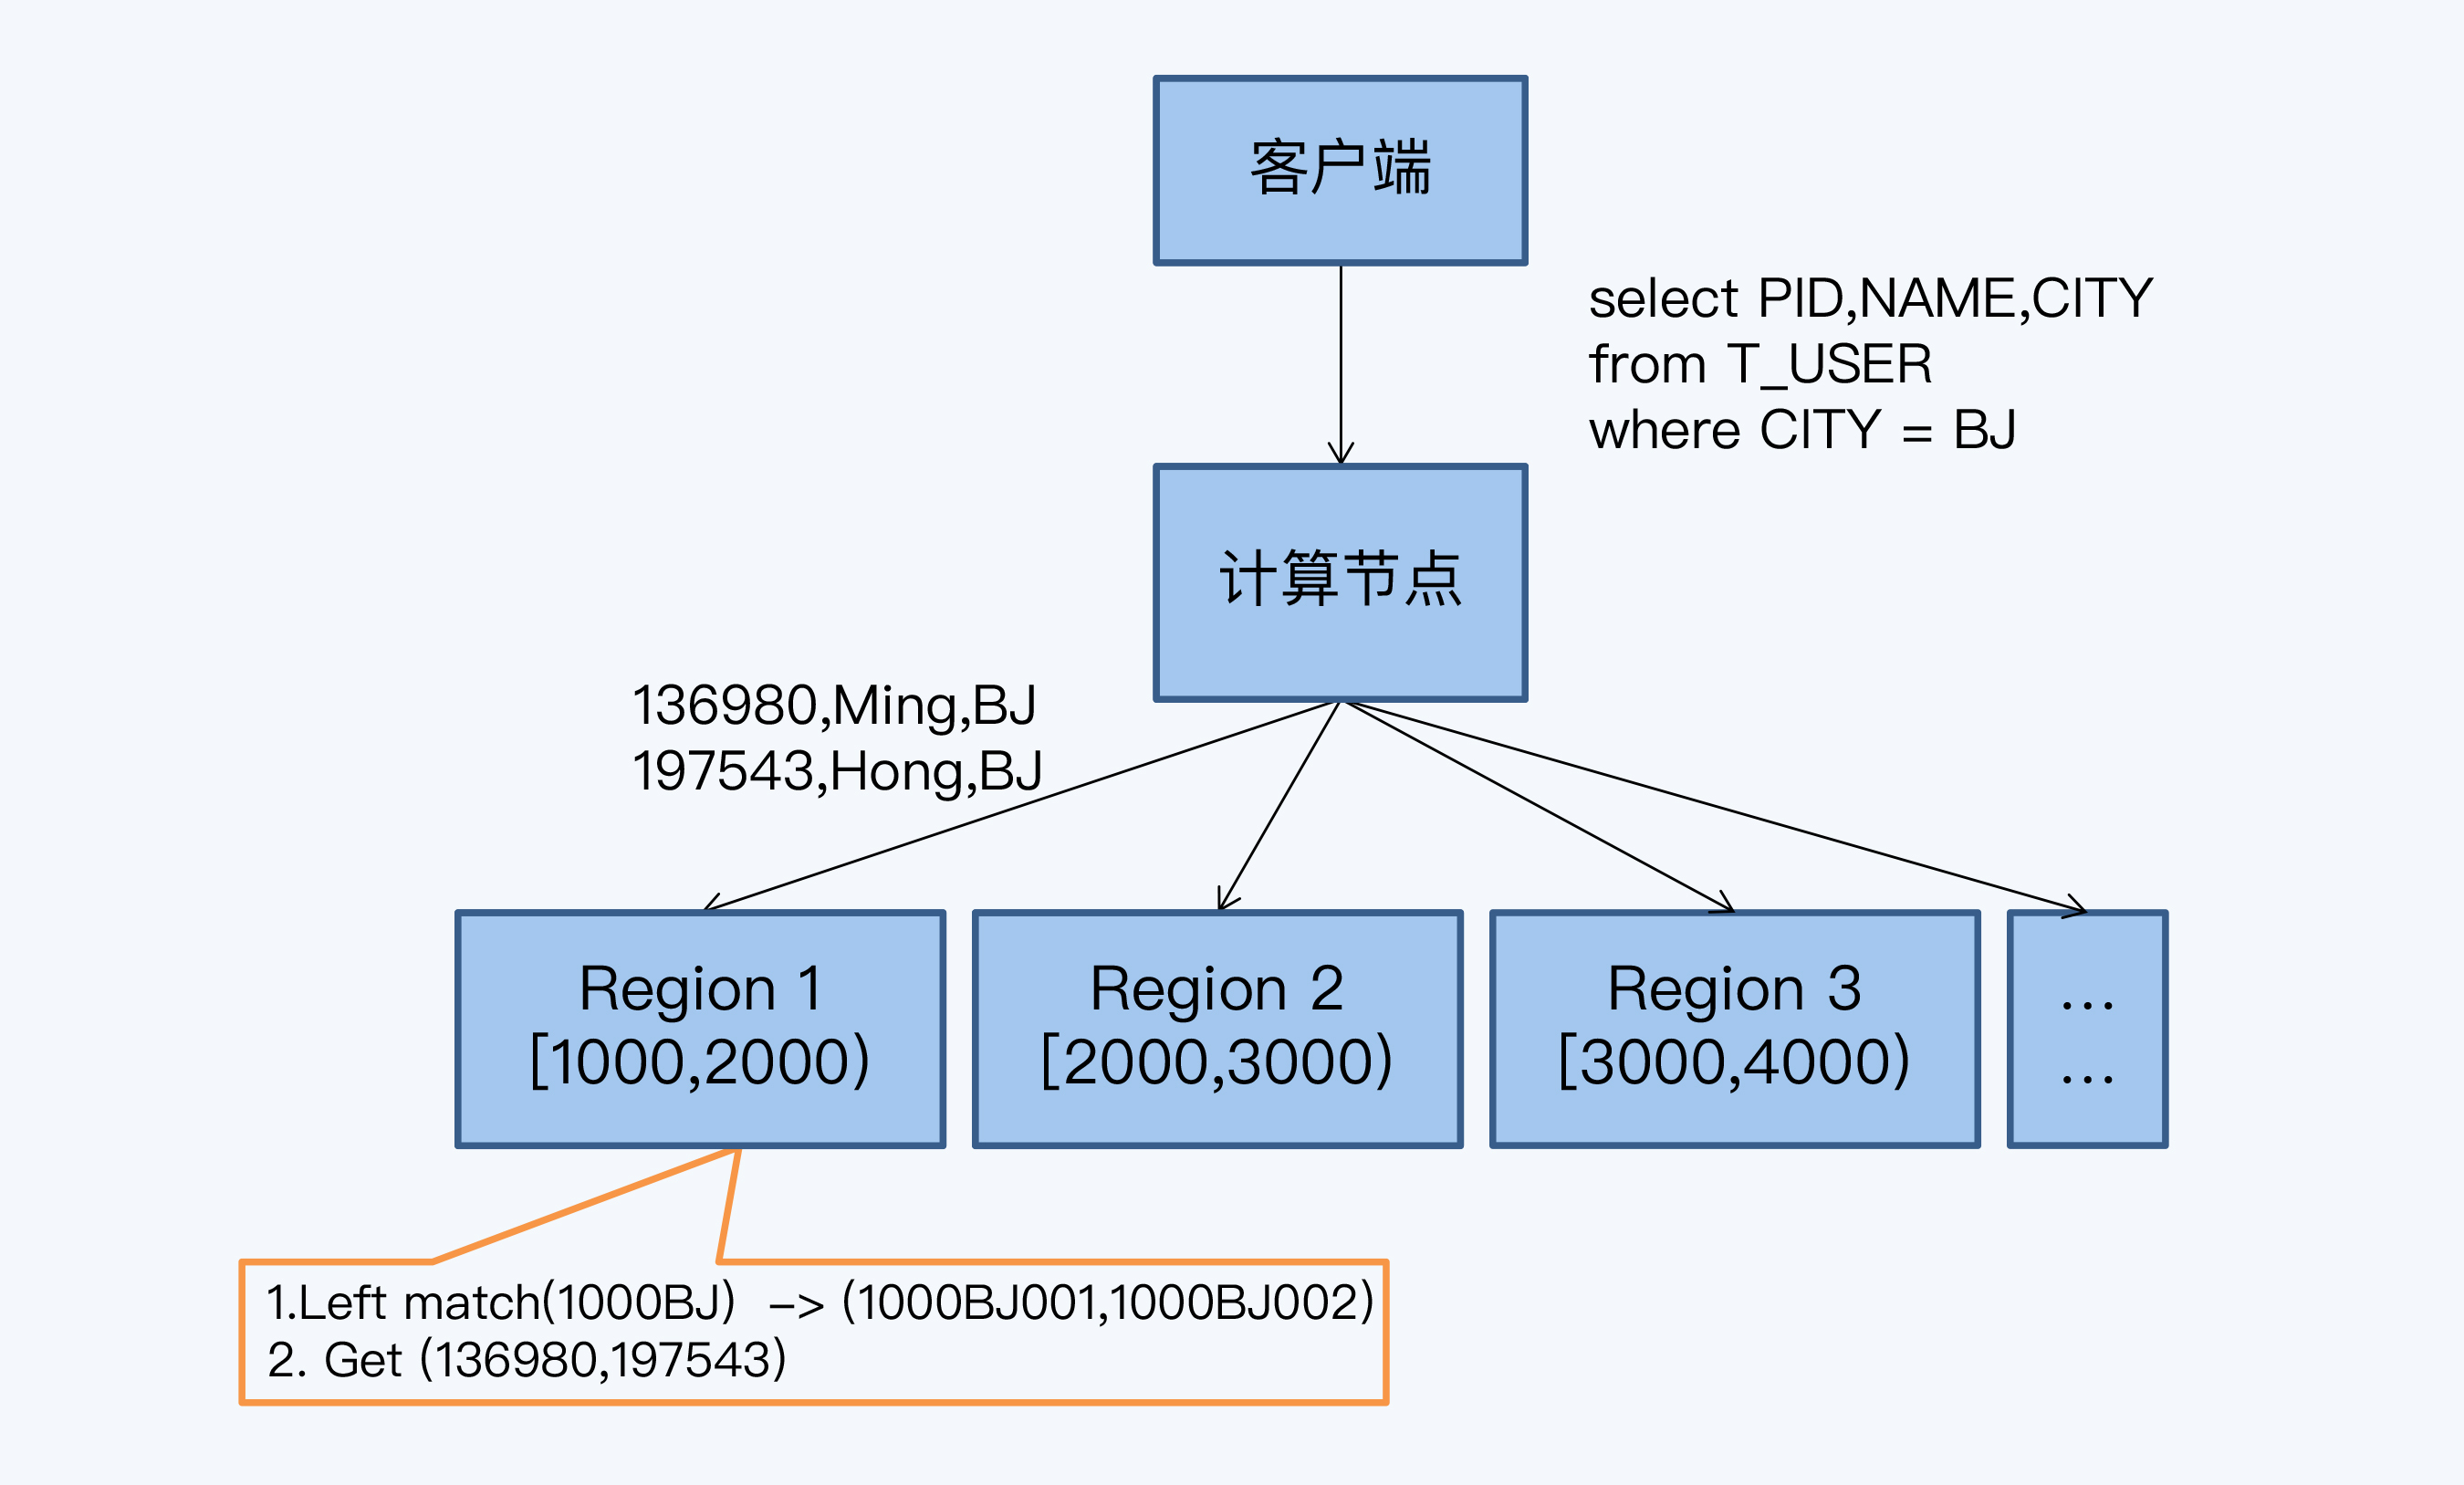 客户端
select PID,NAME,CITY
from T_USER
where CITY = BJ
计算节点
136980,Ming,BJ
197543,Hong,BJ
Region 1
[1000,2000)
Region 2
[2000,3000)
Region 3
[3000,4000)
...
...
1.Left match(1000BJ) -> (1000BJ001,1000BJ002)
2. Get (136980,197543)